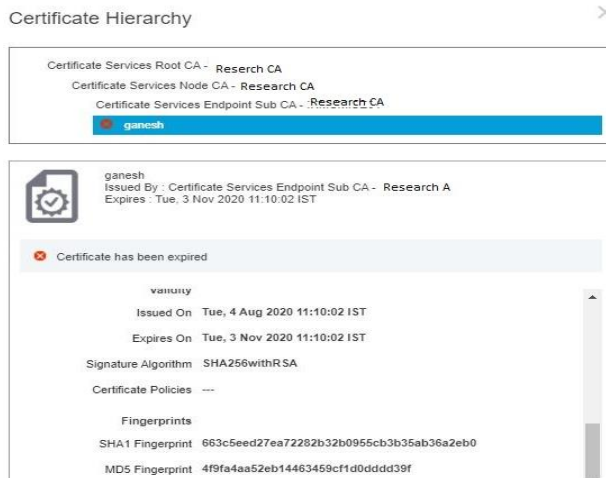 Certificate Hierarchy
Certificate Services Root CA - Reserch CA
Certificate Services Node CA - Research CA
Certificate Services Endpoint Sub CA - Research CA
ganesh
ganesh
Issued By : Certificate Services Endpoint Sub CA - Research A
Expires : Tue, 3 Nov 2020 11:10:02 IST
Certificate has been expired
Validity
Issued On Tue, 4 Aug 2020 11:10:02 IST
Expires On Tue, 3 Nov 2020 11:10:02 IST
Signature Algorithm SHA256withRSA
Certificate Policies ---
Fingerprints
SHA1 Fingerprint 663c5eed27ea72282b32b0955cb3b35ab36a2eb0
MD5 Fingerprint 4f9fa4aa52eb14463459cf1d0dddd39f